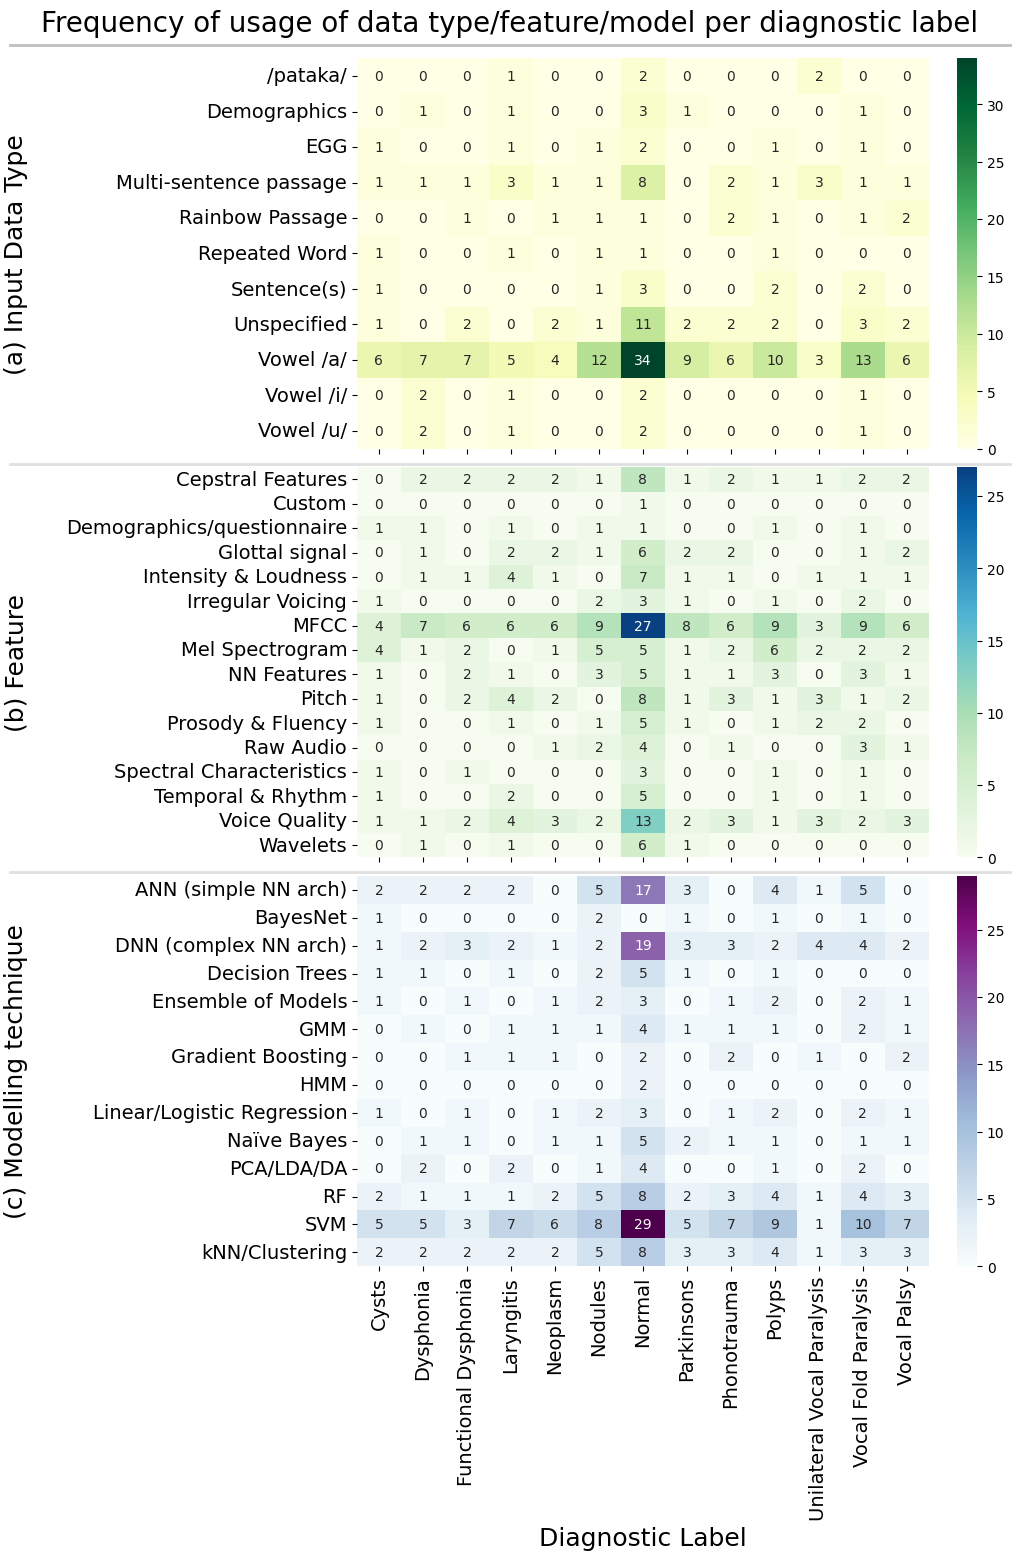 Frequency of usage of data type/feature/model per diagnostic label
(a) Input Data Type
/pataka/ 0 0 0 1 0 0 2 0 0 0 2 0 0
Demographics 0 1 0 1 0 0 3 1 0 0 0 1 0
EGG 1 0 0 1 0 1 2 0 0 1 0 1 0
Multi-sentence passage 1 1 1 3 1 1 8 0 2 1 3 1 1
Rainbow Passage 0 0 1 0 1 1 1 0 2 1 0 1 2
Repeated Word 1 0 0 1 0 1 1 0 0 1 0 0 0
Sentence(s) 1 0 0 0 0 1 3 0 0 2 0 2 0
Unspecified 1 0 2 0 2 1 11 2 2 2 0 3 2
Vowel /a/ 6 7 7 5 4 12 34 9 6 10 3 13 6
Vowel /i/ 0 2 0 1 0 0 2 0 0 0 0 1 0
Vowel /u/ 0 2 0 1 0 0 2 0 0 0 0 1 0
30
25
20
15
10
5
0
(b) Feature
Cepstral Features 0 2 2 2 2 1 8 1 2 1 1 2 2
Custom 0 0 0 0 0 0 1 0 0 0 0 0 0
Demographics/questionnaire 1 1 0 1 0 1 1 0 0 1 0 1 0
Glottal signal 0 1 0 2 2 1 6 2 2 0 0 1 2
Intensity & Loudness 0 1 1 4 1 0 7 1 1 0 1 1 1
Irregular Voicing 1 0 0 0 0 2 3 1 0 1 0 2 0
MFCC 4 7 6 6 6 9 27 8 6 9 3 9 6
Mel Spectrogram 4 1 2 0 1 5 5 1 2 6 2 2 2
NN Features 1 0 2 1 0 3 5 1 1 3 0 3 1
Pitch 1 0 2 4 2 0 8 1 3 1 3 1 2
Prosody & Fluency 1 0 0 1 0 1 5 1 0 1 2 2 0
Raw Audio 0 0 0 0 1 2 4 0 1 0 0 3 1
Spectral Characteristics 1 0 1 0 0 0 3 0 0 1 0 1 0
Temporal & Rhythm 1 0 0 2 0 0 5 0 0 1 0 1 0
Voice Quality 1 1 2 4 3 2 13 2 3 1 3 2 3
Wavelets 0 1 0 1 0 0 6 1 0 0 0 0 0
25
20
15
10
5
0
(c) Modelling technique
ANN (simple NN arch) 2 2 2 2 0 5 17 3 0 4 1 5 0
BayesNet 1 0 0 0 0 2 0 1 0 1 0 1 0
DNN (complex NN arch) 1 2 3 2 1 2 19 3 3 2 4 4 2
Decision Trees 1 1 0 1 0 2 5 1 0 1 0 0 0
Ensemble of Models 1 0 1 0 1 2 3 0 1 2 0 2 1
GMM 0 1 0 1 1 1 4 1 1 1 0 2 1
Gradient Boosting 0 0 1 1 1 0 2 0 2 0 1 0 2
HMM 0 0 0 0 0 0 2 0 0 0 0 0 0
Linear/Logistic Regression 1 0 1 0 1 2 3 0 1 2 0 2 1
Naïve Bayes 0 1 1 0 1 1 5 2 1 1 0 1 1
PCA/LDA/DA 0 2 0 2 0 1 4 0 0 1 0 2 0
RF 2 1 1 1 2 5 8 2 3 4 1 4 3
SVM 5 5 3 7 6 8 29 5 7 9 1 10 7
kNN/Clustering 2 2 2 2 2 5 8 3 3 4 1 3 3
25
20
15
10
5
0
Cysts
Dysphonia
Functional Dysphonia
Laryngitis
Neoplasm
Nodules
Normal
Parkinsons
Phonotrauma
Polyps
Unilateral Vocal Paralysis
Vocal Fold Paralysis
Vocal Palsy
Diagnostic Label